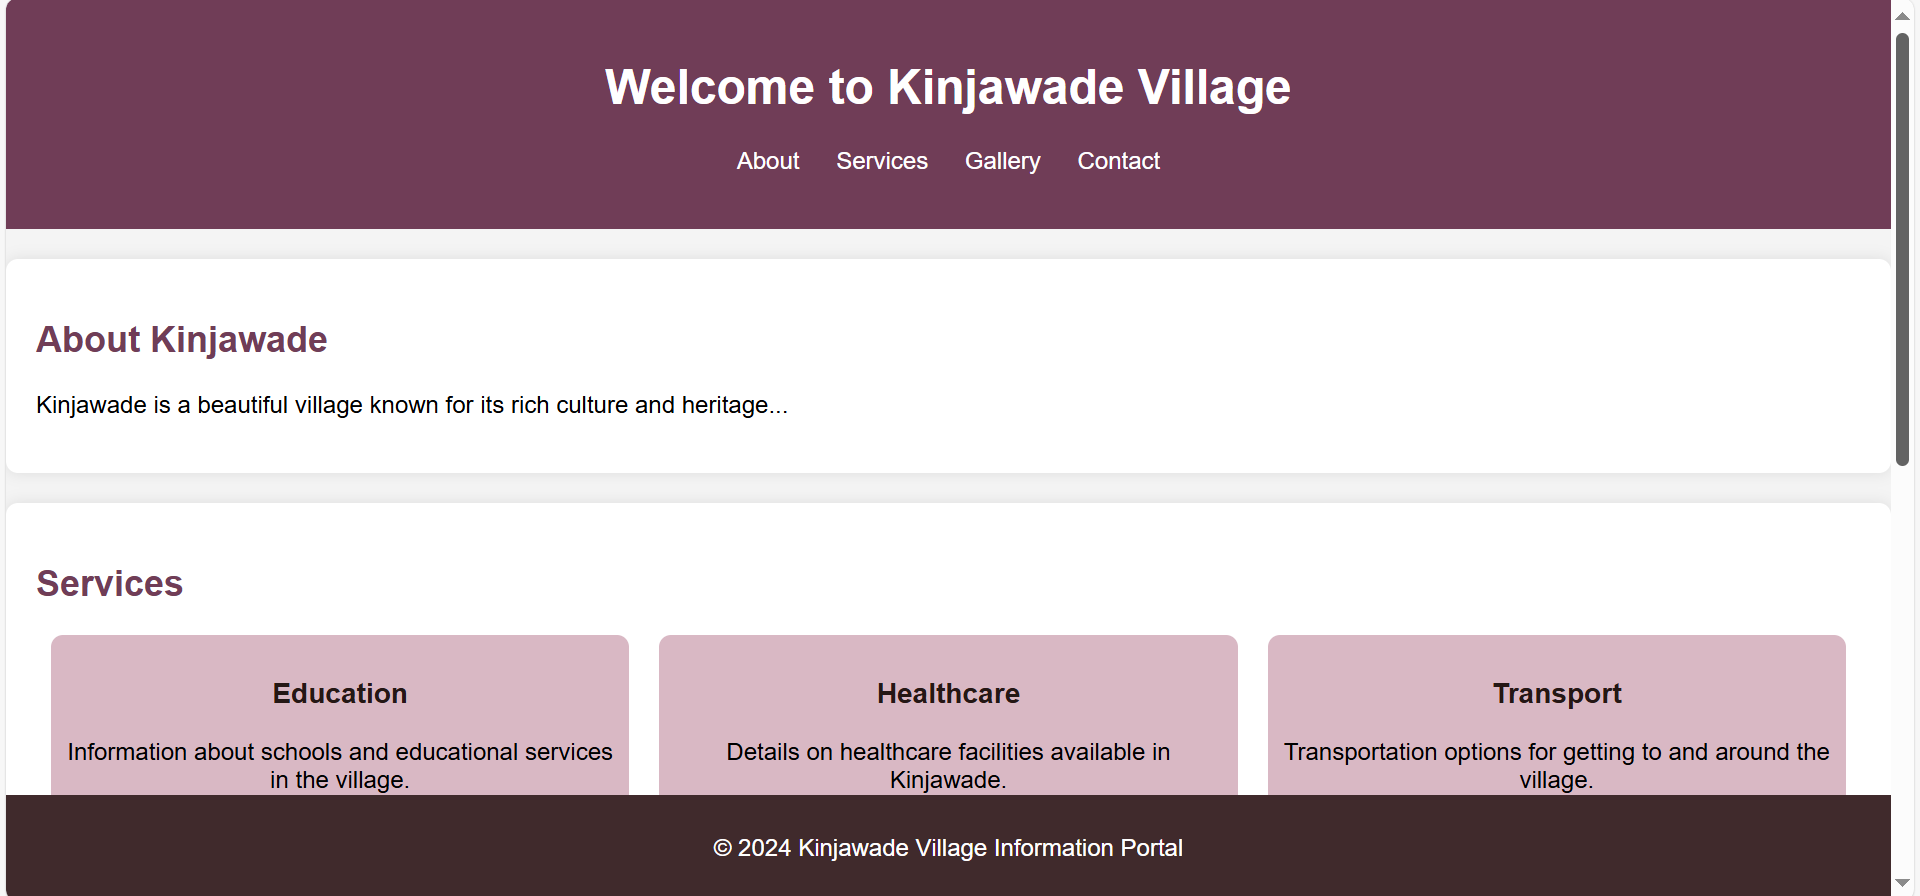 Welcome to Kinjawade Village
About Services Gallery Contact
About Kinjawade
Kinjawade is a beautiful village known for its rich culture and heritage...
Services
Education
Information about schools and educational services
in the village.
Healthcare
Details on healthcare facilities available in
Kinjawade.
Transport
Transportation options for getting to and around the
village.
© 2024 Kinjawade Village Information Portal